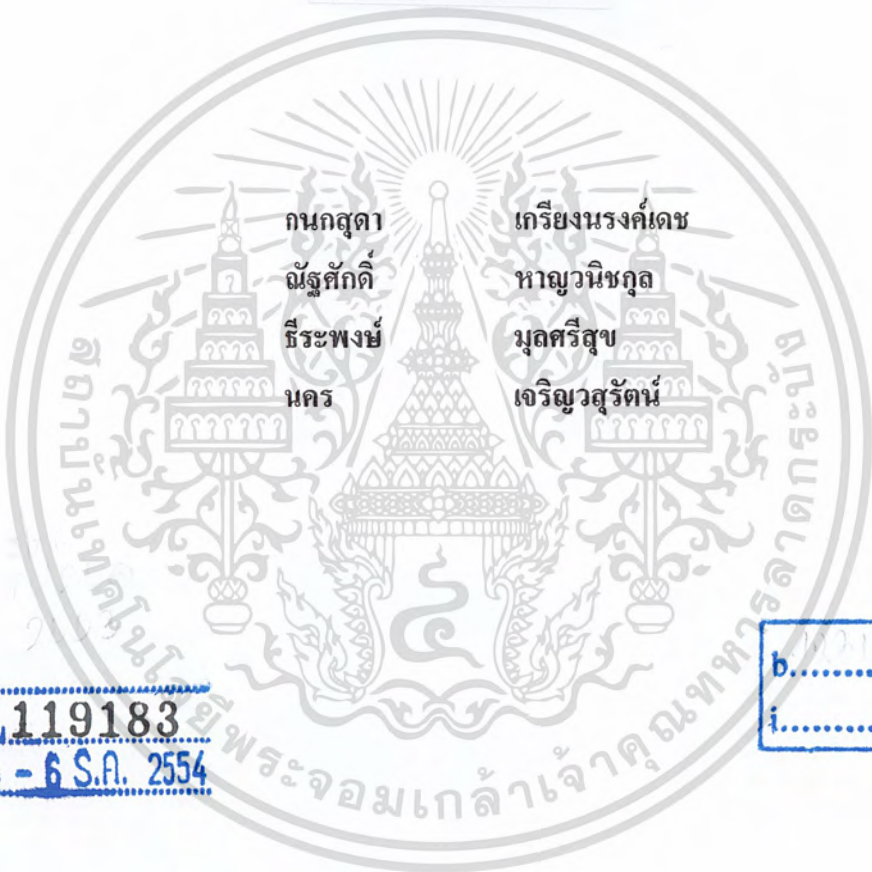 กนกสุดา เกรียงนรงค์เดช
ณัฐศักดิ์ หาญวนิชกุล
ธีระพงษ์ มุลศรีสุข
นคร เจริญวสุรัตน์
สถาบันเทคโนโลยีพระจอมเกล้าเจ้าคุณทหารลาดกระบัง
๔
119183
- 6 S.A. 2554
b..........
i..........